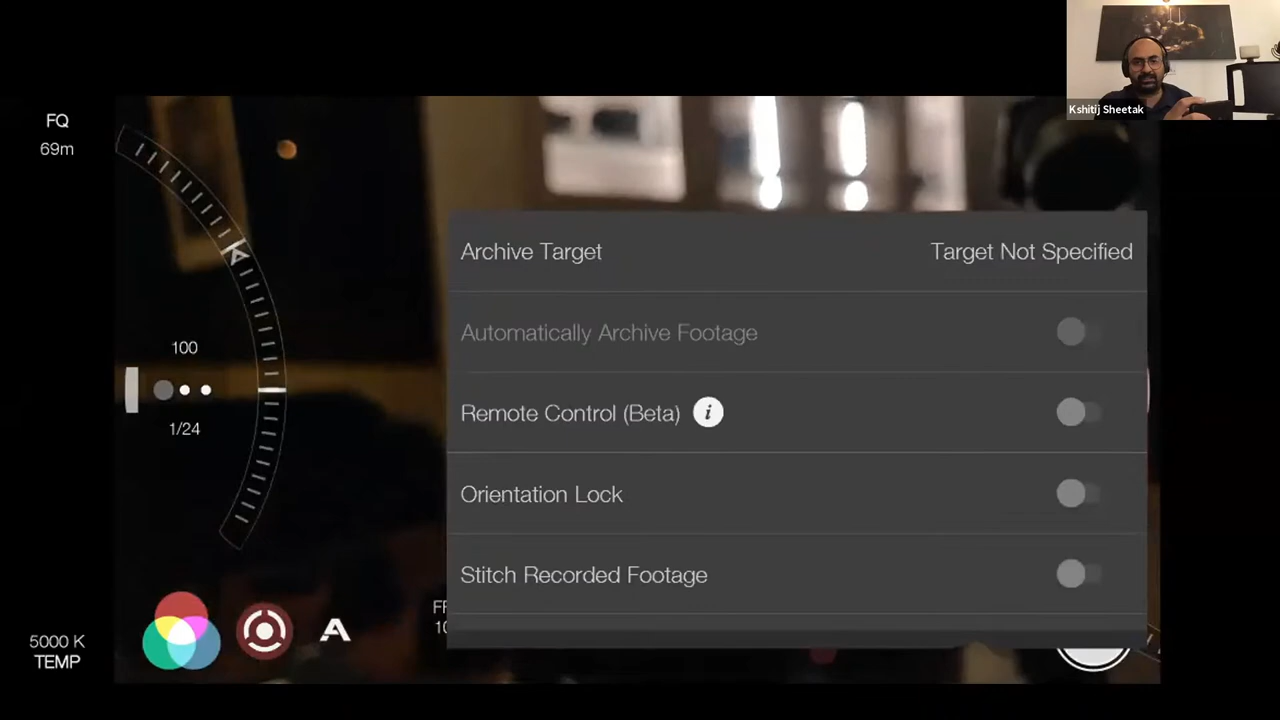 Kshitij Sheetak
FQ
69m
Archive Target
Target Not Specified
Automatically Archive Footage
100
Remote Control (Beta) i
1/24
Orientation Lock
Stitch Recorded Footage
5000 K
TEMP
A